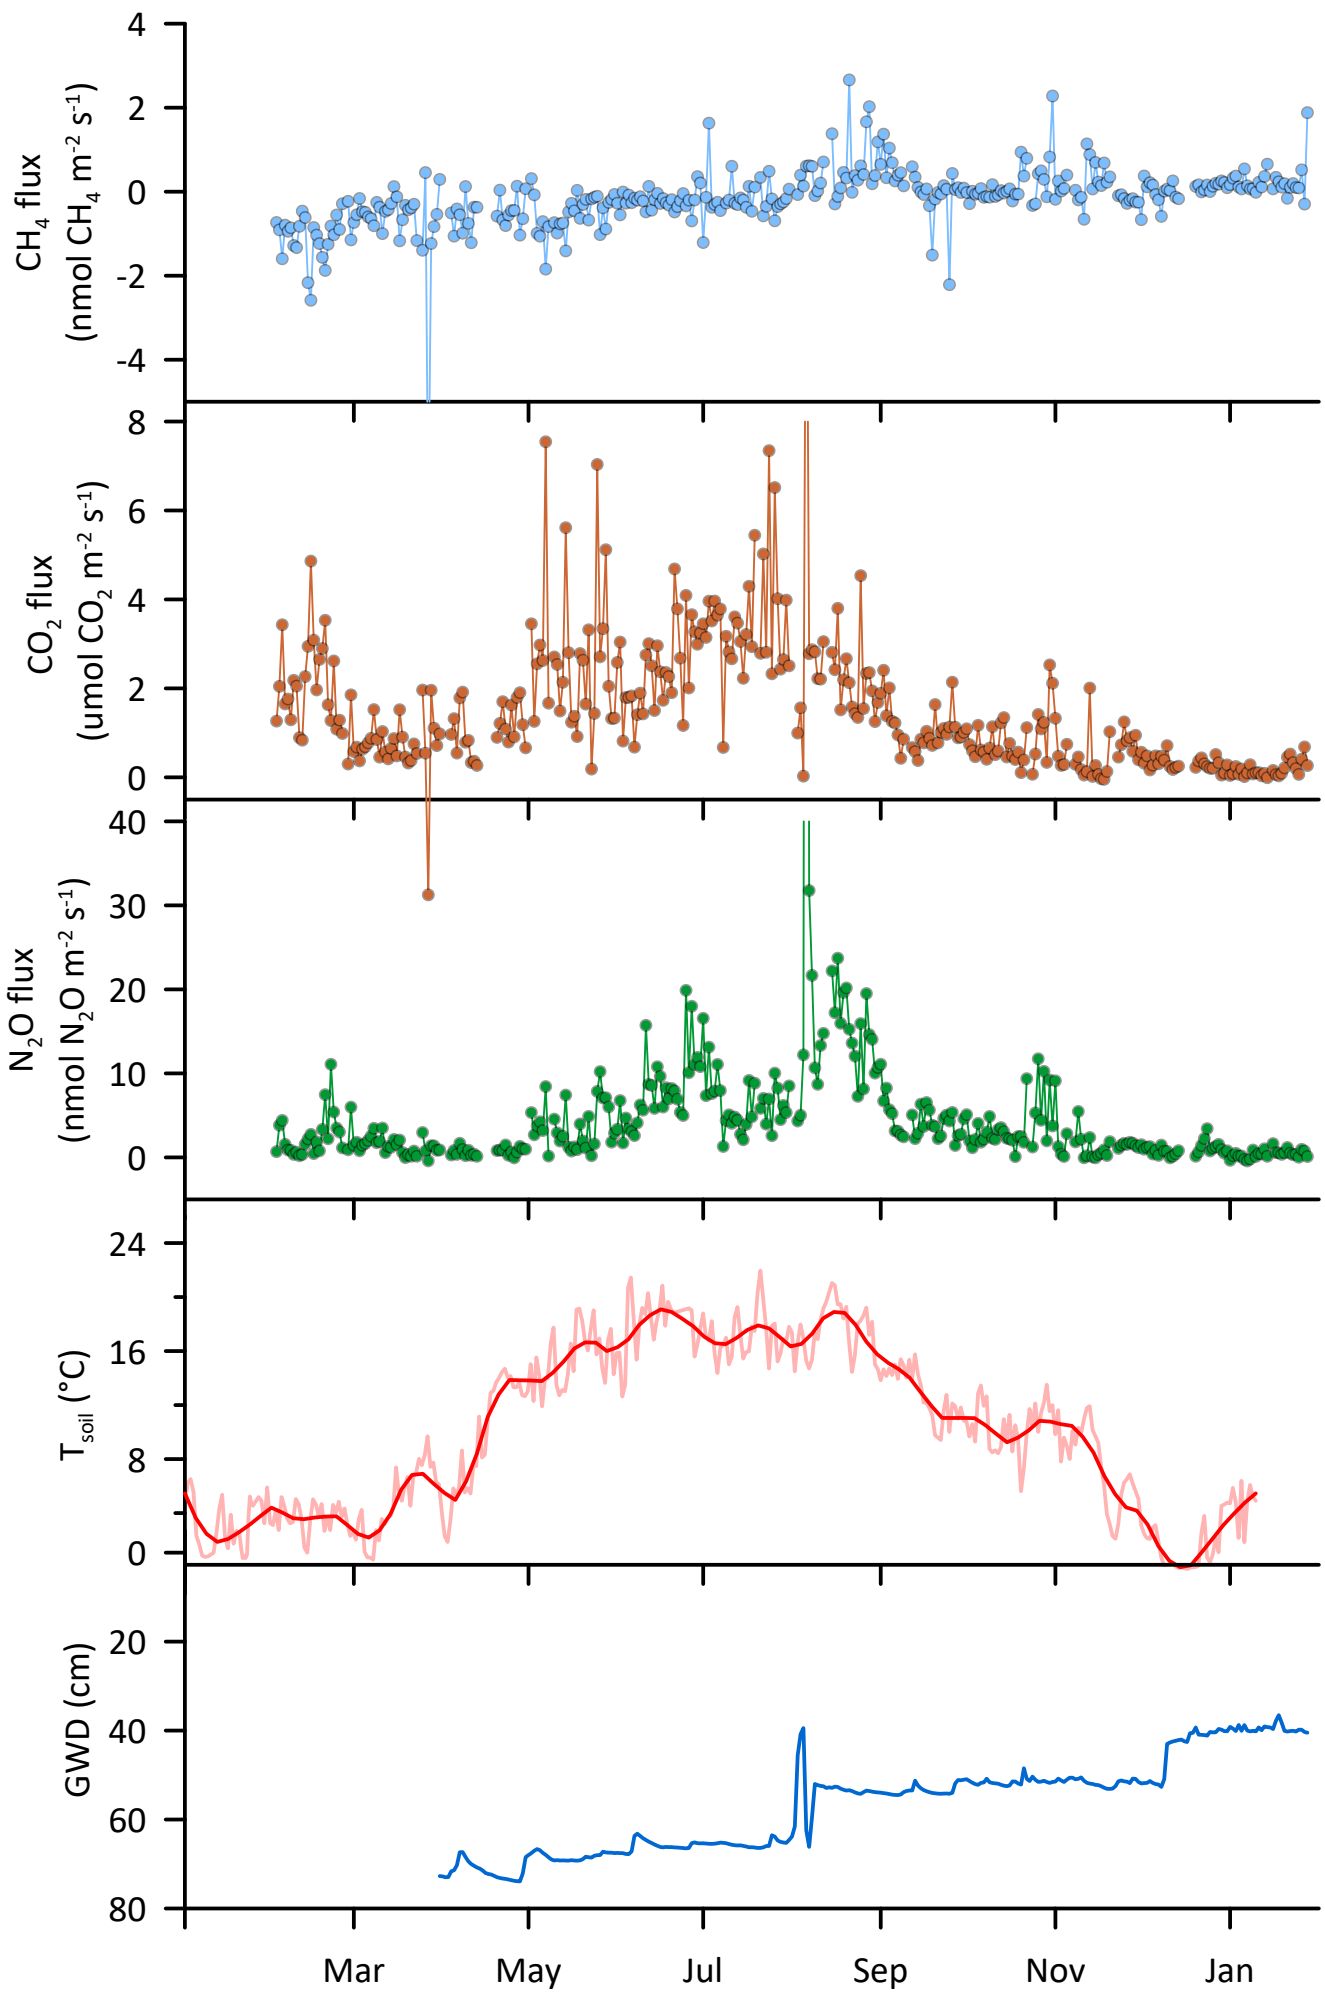 CH₄ flux
(nmol CH₄ m⁻² s⁻¹)
4
2
0
-2
-4
CO₂ flux
(umol CO₂ m⁻² s⁻¹)
8
6
4
2
0
N₂O flux
(nmol N₂O m⁻² s⁻¹)
40
30
20
10
0
T_soil (°C)
24
16
8
0
GWD (cm)
20
40
60
80
Mar May Jul Sep Nov Jan